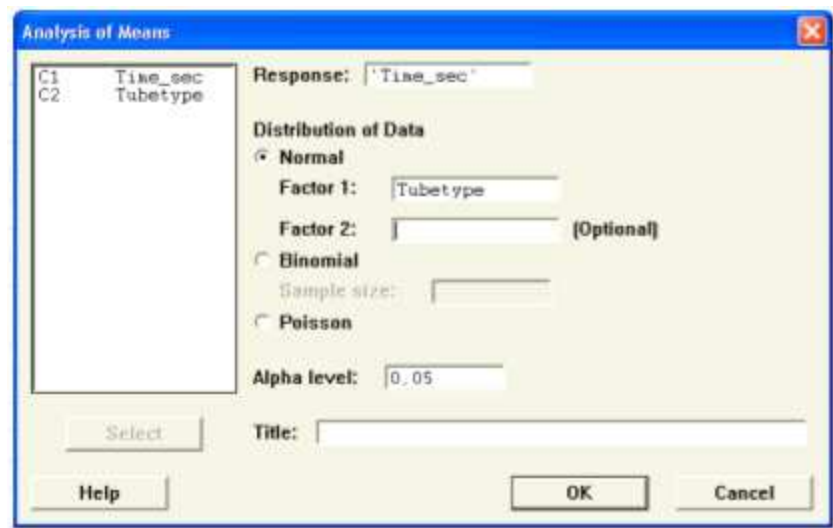 Analysis of Means
C1 Time_sec
C2 Tubetype
Response: 'Time_sec'
Distribution of Data
Normal
Factor 1: Tubetype
Factor 2: (Optional)
Binomial
Sample size:
Poisson
Alpha level: 0.05
Select
Title:
Help
OK
Cancel